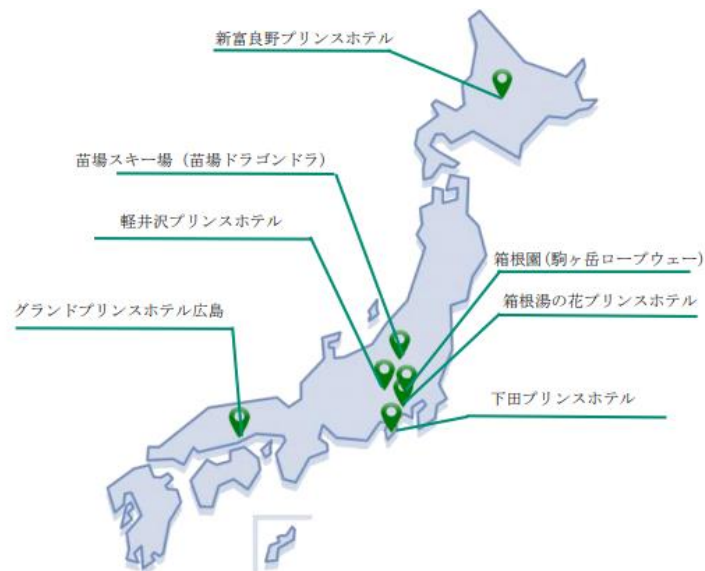 新富良野プリンスホテル
苗場スキー場（苗場ドラゴンドラ）
軽井沢プリンスホテル
箱根園(駒ヶ岳ロープウェー)
箱根湯の花プリンスホテル
グランドプリンスホテル広島
下田プリンスホテル